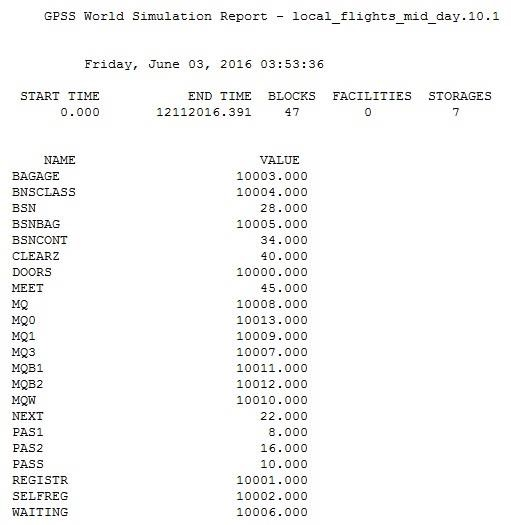 GPSS World Simulation Report - local_flights_mid_day.10.1
Friday, June 03, 2016 03:53:36
START TIME END TIME BLOCKS FACILITIES STORAGES
0.000 12112016.391 47 0 7
NAME VALUE
BAGAGE 10003.000
BNSCLASS 10004.000
BSN 28.000
BSNBAG 10005.000
BSNCONT 34.000
CLEARZ 40.000
DOORS 10000.000
MEET 45.000
MQ 10008.000
MQ0 10013.000
MQ1 10009.000
MQ3 10007.000
MQB1 10011.000
MQB2 10012.000
MQW 10010.000
NEXT 22.000
PAS1 8.000
PAS2 16.000
PASS 10.000
REGISTR 10001.000
SELFREG 10002.000
WAITING 10006.000